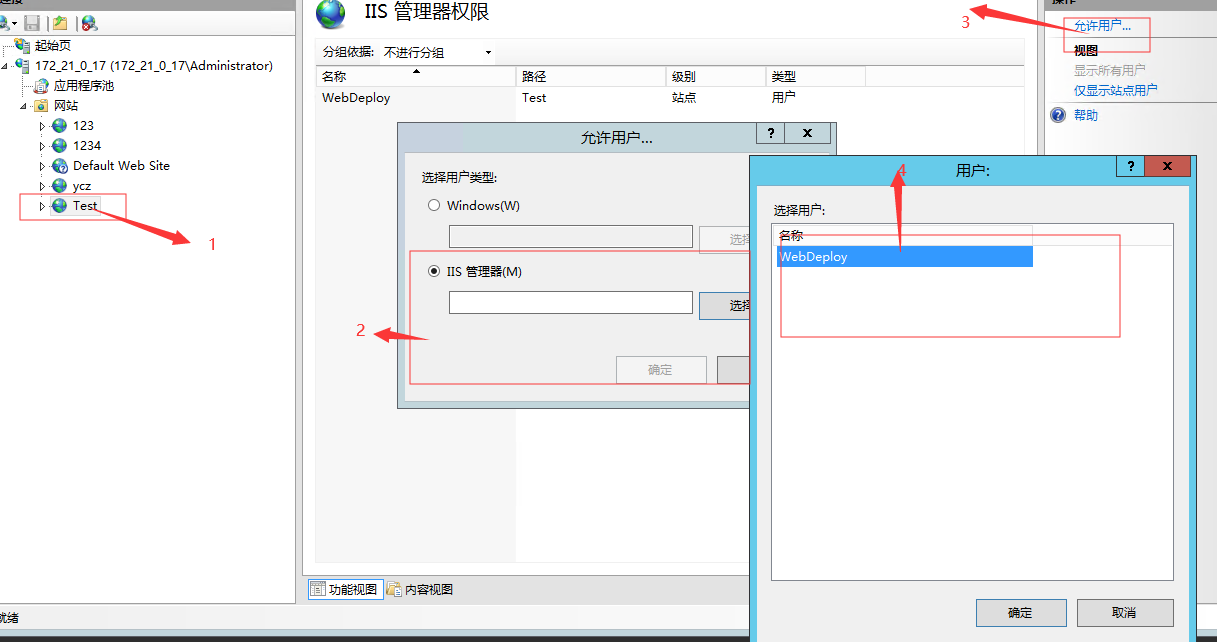 IIS 管理器权限
分组依据: 不进行分组
名称 路径 级别 类型
WebDeploy Test 站点 用户
起始页
172_21_0_17 (172_21_0_17\Administrator)
应用程序池
网站
123
1234
Default Web Site
ycz
Test
1
允许用户...
? x
选择用户类型:
Windows(W)
选择
IIS 管理器(M)
选择
2
确定
用户:
? x
4
选择用户:
名称
WebDeploy
确定 取消
3
操作
允许用户...
视图
显示所有用户
仅显示站点用户
帮助
功能视图 内容视图
就绪